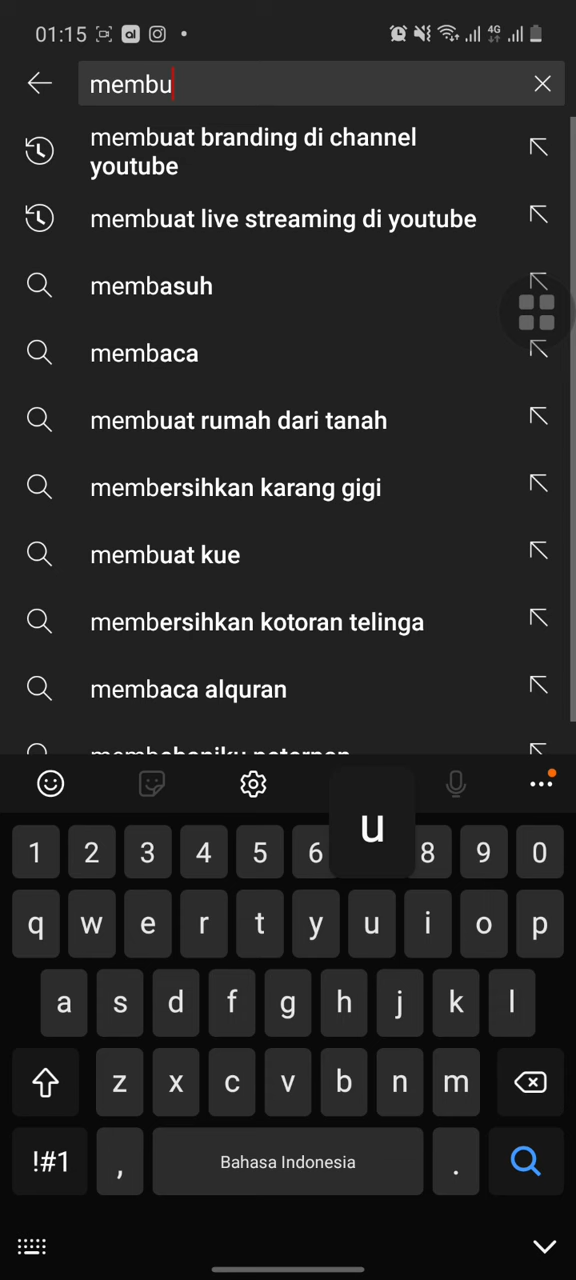 01:15
4G
membu
membuat branding di channel
youtube
membuat live streaming di youtube
membasuh
membaca
membuat rumah dari tanah
membersihkan karang gigi
membuat kue
membersihkan kotoran telinga
membaca alquran
u
1 2 3 4 5 6 8 9 0
q w e r t y u i o p
a s d f g h j k l
z x c v b n m
!#1 , Bahasa Indonesia .